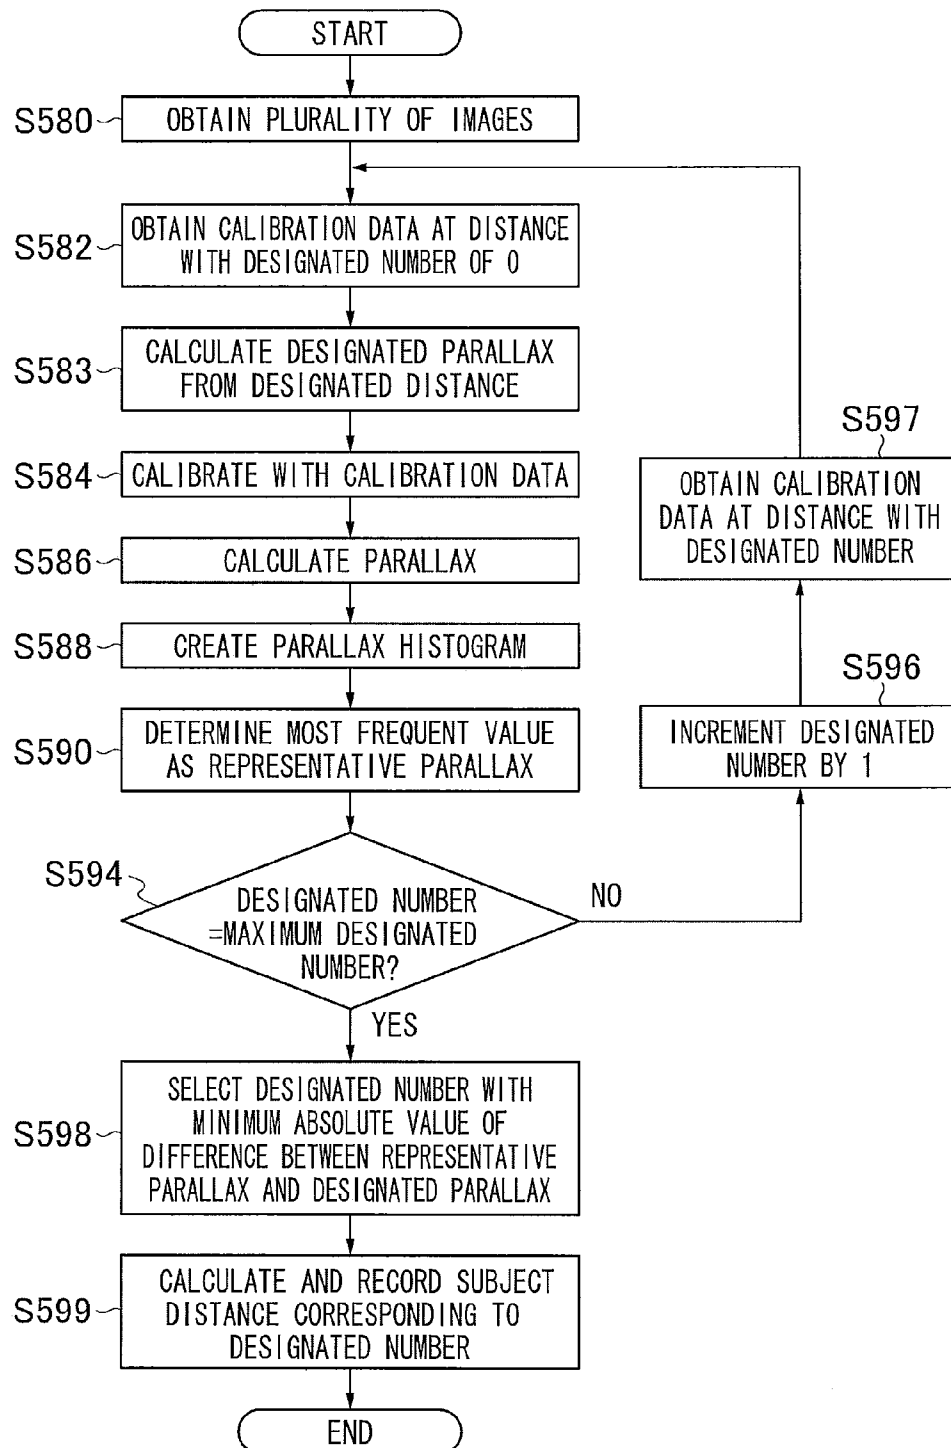 START
S580
OBTAIN PLURALITY OF IMAGES
S582
OBTAIN CALIBRATION DATA AT DISTANCE
WITH DESIGNATED NUMBER OF 0
S583
CALCULATE DESIGNATED PARALLAX
FROM DESIGNATED DISTANCE
S584
CALIBRATE WITH CALIBRATION DATA
S586
CALCULATE PARALLAX
S588
CREATE PARALLAX HISTOGRAM
S590
DETERMINE MOST FREQUENT VALUE
AS REPRESENTATIVE PARALLAX
S594
DESIGNATED NUMBER
=MAXIMUM DESIGNATED
NUMBER?
NO
S596
INCREMENT DESIGNATED
NUMBER BY 1
S597
OBTAIN CALIBRATION
DATA AT DISTANCE WITH
DESIGNATED NUMBER
YES
S598
SELECT DESIGNATED NUMBER WITH
MINIMUM ABSOLUTE VALUE OF
DIFFERENCE BETWEEN REPRESENTATIVE
PARALLAX AND DESIGNATED PARALLAX
S599
CALCULATE AND RECORD SUBJECT
DISTANCE CORRESPONDING TO
DESIGNATED NUMBER
END